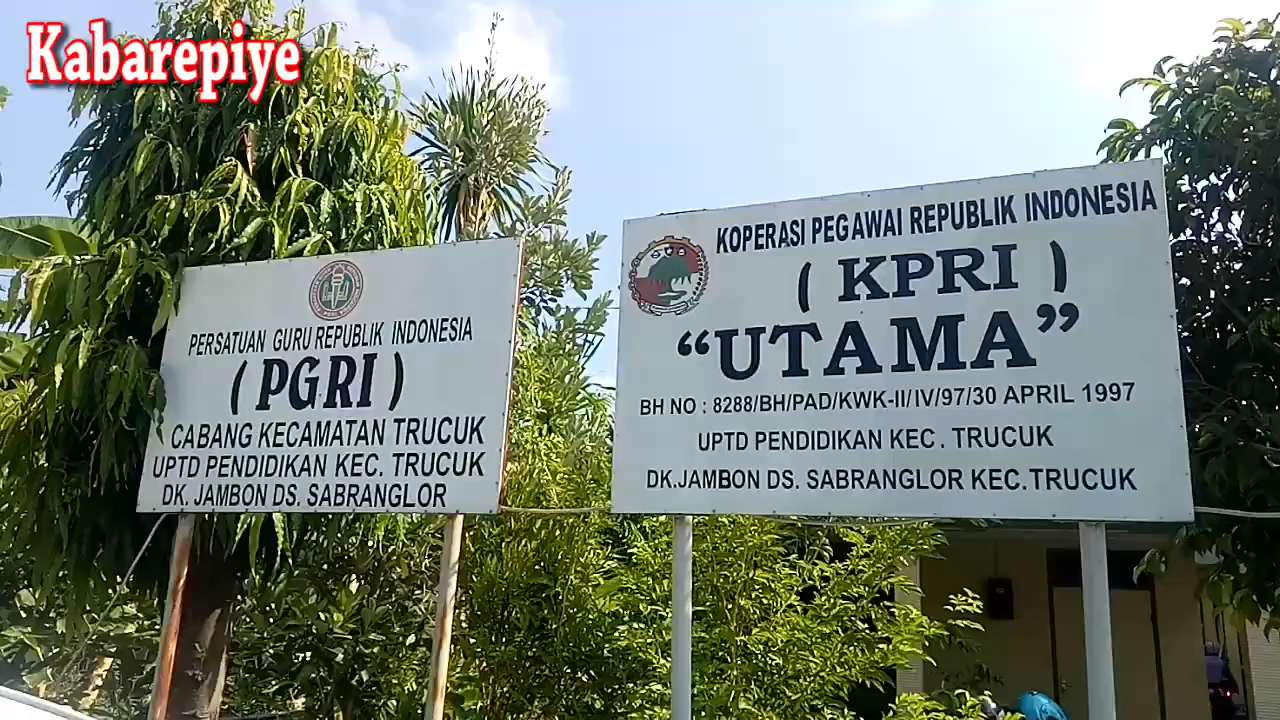 Kabarepiye
PERSATUAN GURU REPUBLIK INDONESIA
( PGRI )
CABANG KECAMATAN TRUCUK
UPTD PENDIDIKAN KEC. TRUCUK
DK. JAMBON DS. SABRANGLOR
KOPERASI PEGAWAI REPUBLIK INDONESIA
( KPRI )
“UTAMA”
BH NO : 8288/BH/PAD/KWK-II/IV/97/30 APRIL 1997
UPTD PENDIDIKAN KEC. TRUCUK
DK.JAMBON DS. SABRANGLOR KEC.TRUCUK